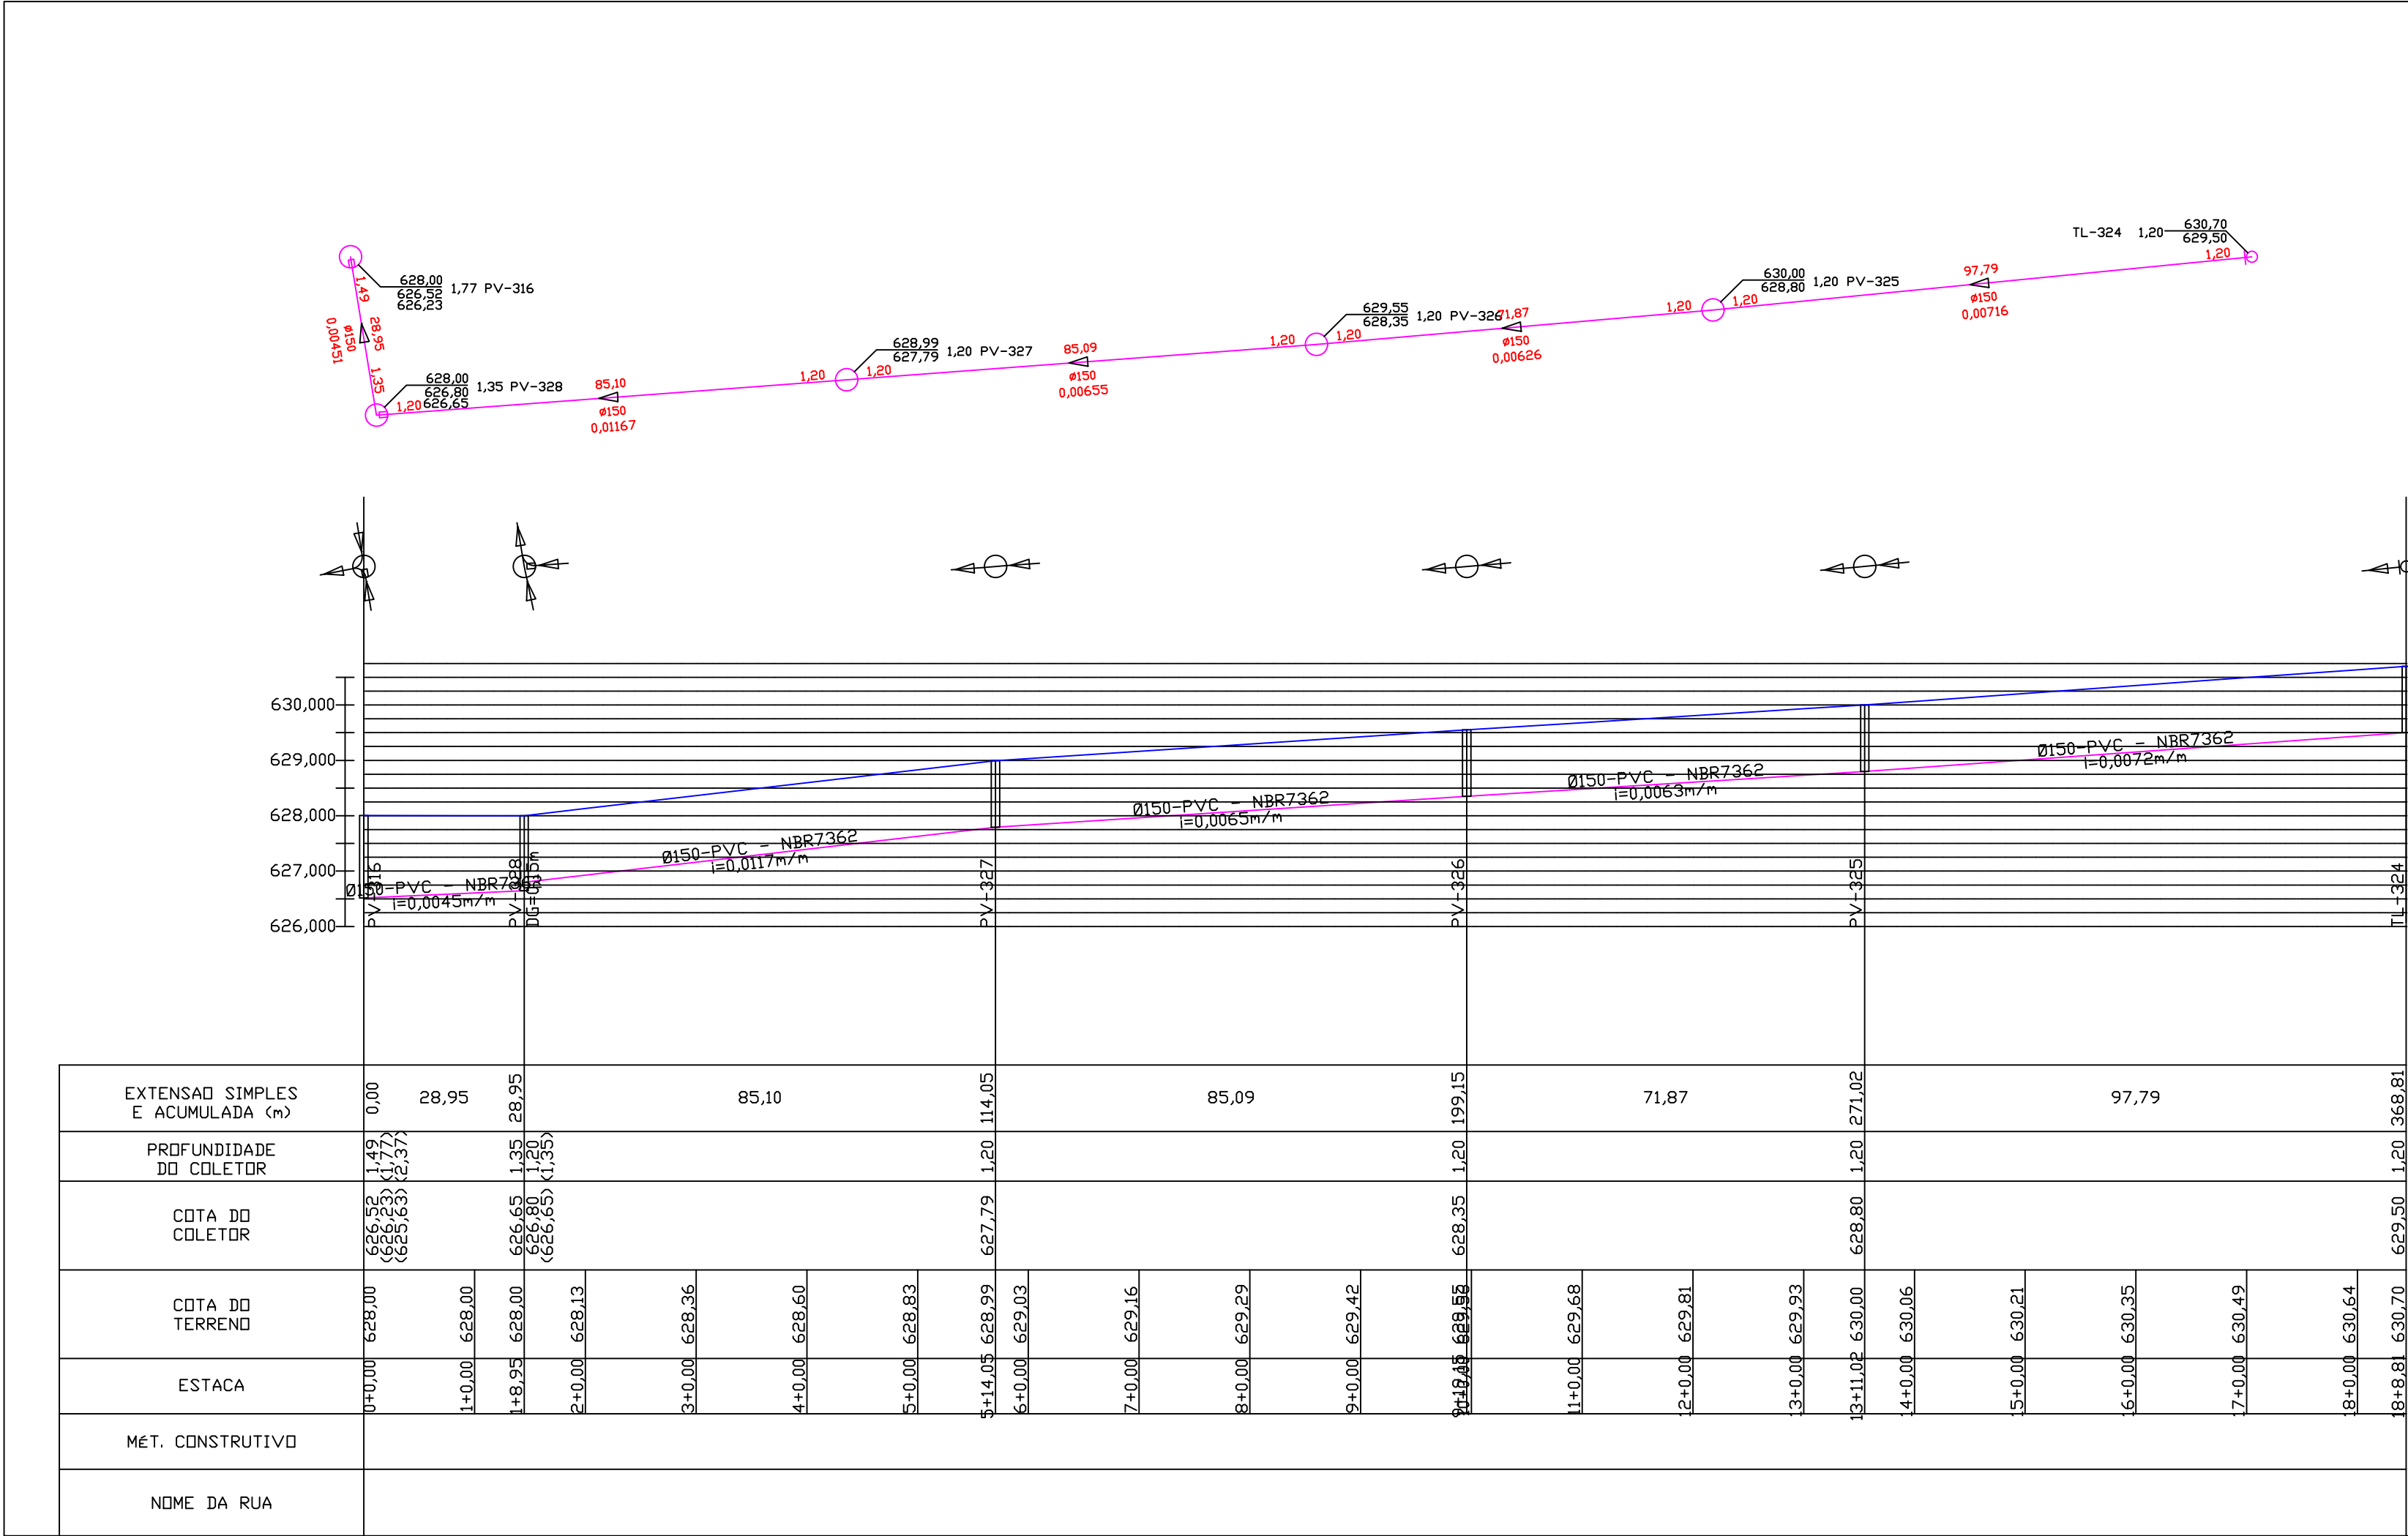 TL-324 1,20 630,70
629,50
1,20
97,79
ø150
0,00716
630,00
628,80 1,20 PV-325
1,20
1,20
629,55
628,35 1,20 PV-326
71,87
ø150
0,00626
1,20
1,20
628,99
627,79 1,20 PV-327
85,09
ø150
0,00655
1,20
1,20
628,00
626,52
626,23
1,77 PV-316
1,49
28,95
ø150
0,00451
1,35
628,00
626,80
626,65
1,35 PV-328
1,20
85,10
ø150
0,01167
630,000
629,000
628,000
627,000
626,000
Ø150-PVC - NBR7362
i=0,0045m/m
Ø150-PVC - NBR7362
i=0,0117m/m
Ø150-PVC - NBR7362
i=0,0065m/m
Ø150-PVC - NBR7362
i=0,0063m/m
Ø150-PVC - NBR7362
i=0,0072m/m
PV-316
PV-328
DG=0,15m
PV-327
PV-326
PV-325
TL-324
EXTENSAO SIMPLES
E ACUMULADA (m)
0,00 28,95 28,95 85,10 114,05 85,09 199,15 71,87 271,02 97,79 368,81
PROFUNDIDADE
DO COLETOR
1,49 (1,77) (2,37) 1,35 1,20 (1,35) 1,20 1,20 1,20 1,20
COTA DO
COLETOR
626,52 (626,23) (625,63) 626,65 626,80 (626,65) 627,79 628,35 628,80 629,50
COTA DO
TERRENO
628,00 628,00 628,00 628,13 628,36 628,60 628,83 628,99 629,03 629,16 629,29 629,42 629,68 629,81 629,93 630,00 630,06 630,21 630,35 630,49 630,64 630,70
ESTACA
0+0,00 1+0,00 1+8,95 2+0,00 3+0,00 4+0,00 5+0,00 5+14,05 6+0,00 7+0,00 8+0,00 9+0,00 11+0,00 12+0,00 13+0,00 13+11,02 14+0,00 15+0,00 16+0,00 17+0,00 18+0,00 18+8,81
MÉT. CONSTRUTIVO
NOME DA RUA